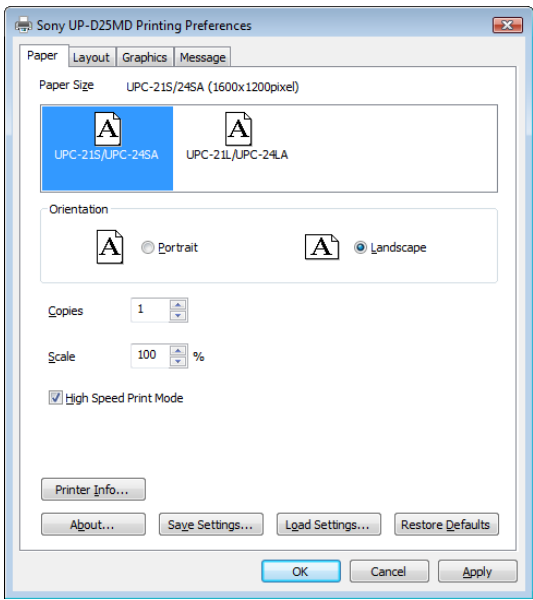 Sony UP-D25MD Printing Preferences
Paper Layout Graphics Message
Paper Size UPC-21S/24SA (1600x1200pixel)
A A
UPC-21S/UPC-24SA UPC-21L/UPC-24LA
Orientation
A Portrait A Landscape
Copies 1
Scale 100 %
High Speed Print Mode
Printer Info...
About... Save Settings... Load Settings... Restore Defaults
OK Cancel Apply